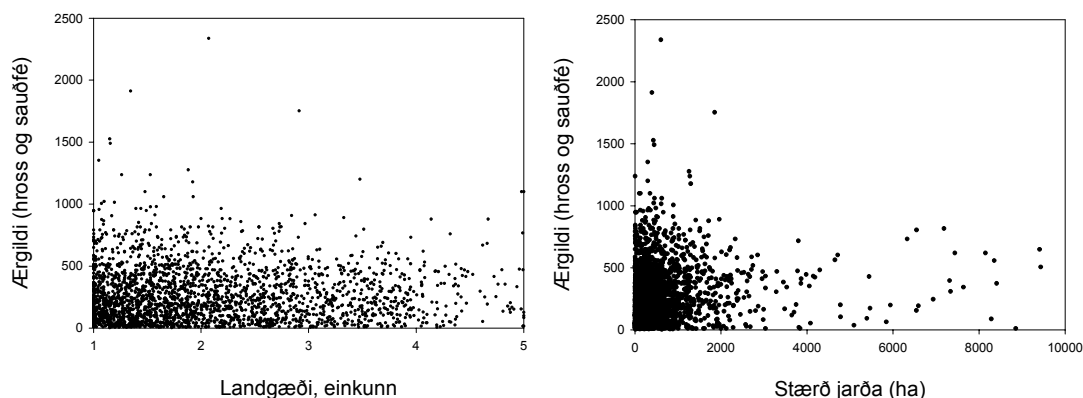 2500
2000
1500
1000
500
0
1 2 3 4 5
Ærgildi (hross og sauðfé)
Landgæði, einkunn
2500
2000
1500
1000
500
0
0 2000 4000 6000 8000 10000
Ærgildi (hross og sauðfé)
Stærð jarða (ha)